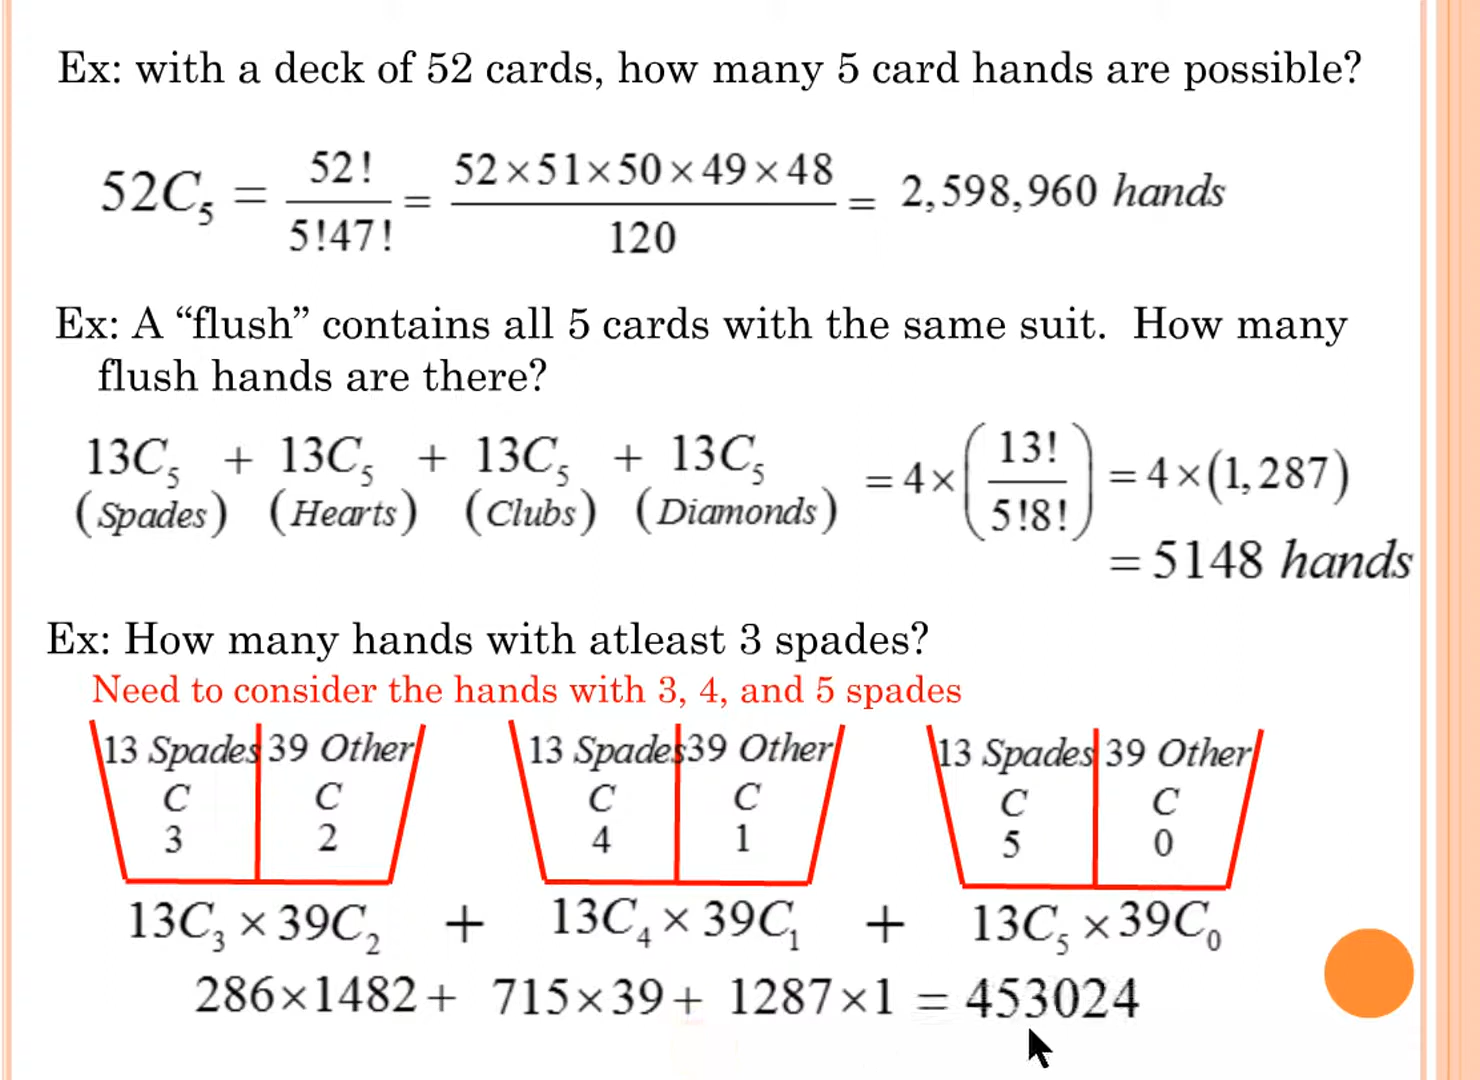 Ex: with a deck of 52 cards, how many 5 card hands are possible?
52C₅ = 52! / 5!47! = 52×51×50×49×48 / 120 = 2,598,960 hands
Ex: A “flush” contains all 5 cards with the same suit. How many
flush hands are there?
13C₅ + 13C₅ + 13C₅ + 13C₅ = 4×(13! / 5!8!) = 4×(1,287)
(Spades) (Hearts) (Clubs) (Diamonds)
= 5148 hands
Ex: How many hands with atleast 3 spades?
Need to consider the hands with 3, 4, and 5 spades
13 Spades 39 Other 13 Spades 39 Other 13 Spades 39 Other
C C C C C C
3 2 4 1 5 0
13C₃ × 39C₂ + 13C₄ × 39C₁ + 13C₅ × 39C₀
286×1482 + 715×39 + 1287×1 = 453024